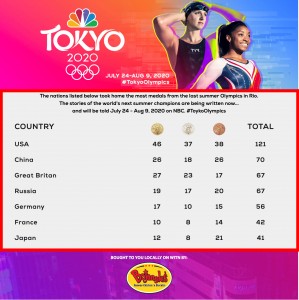 TOKYO
2020
JULY 24-AUG 9, 2020
#TokyoOlympics
The nations listed below took home the most medals from the last summer Olympics in Rio.
The stories of the world's next summer champions are being written now...
and will be told July 24 - Aug 9, 2020 on NBC. #TokyoOlympics
COUNTRY TOTAL
USA 46 37 38 121
China 26 18 26 70
Great Briton 27 23 17 67
Russia 19 17 20 67
Germany 17 10 15 56
France 10 8 14 42
Japan 12 8 21 41
BOUGHT TO YOU LOCALLY ON WITN BY:
Bojangles'